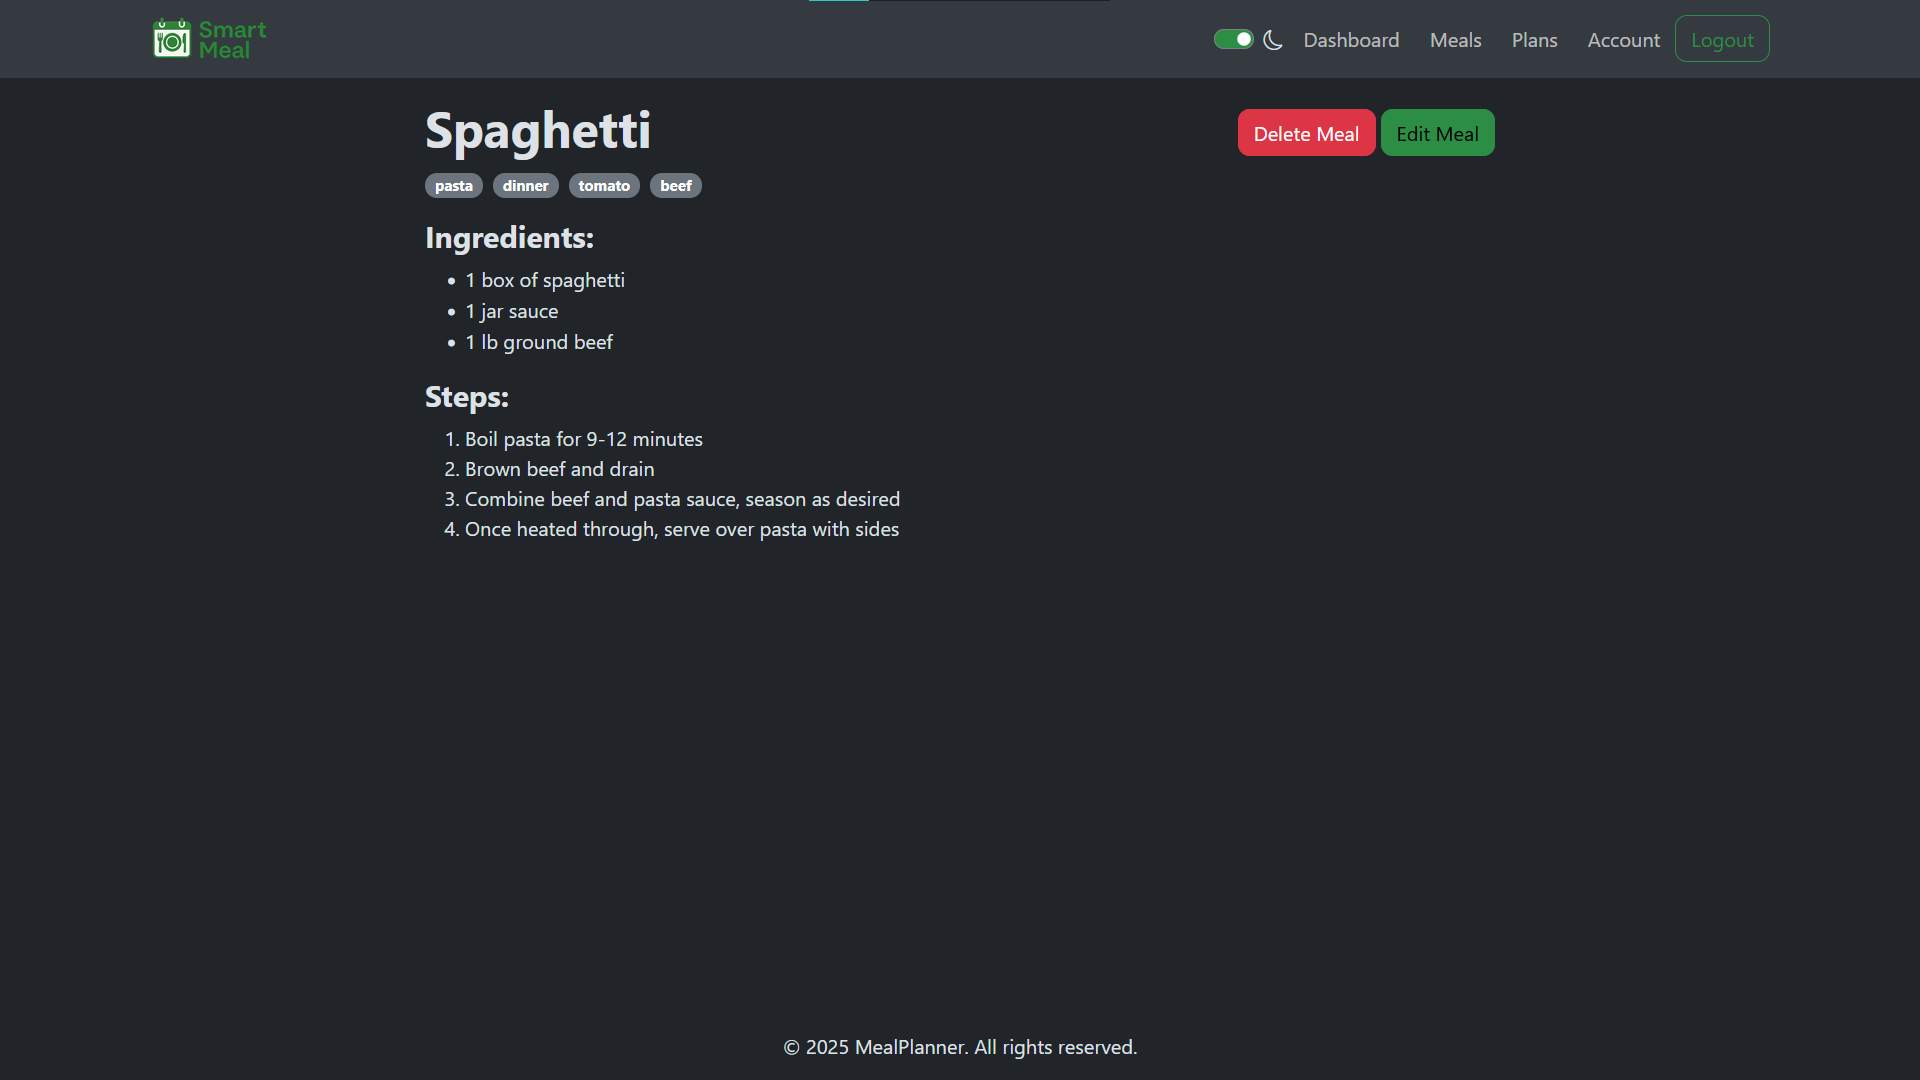 Smart
Meal
Dashboard Meals Plans Account Logout
Spaghetti
Delete Meal Edit Meal
pasta dinner tomato beef
Ingredients:
• 1 box of spaghetti
• 1 jar sauce
• 1 lb ground beef
Steps:
1. Boil pasta for 9-12 minutes
2. Brown beef and drain
3. Combine beef and pasta sauce, season as desired
4. Once heated through, serve over pasta with sides
© 2025 MealPlanner. All rights reserved.